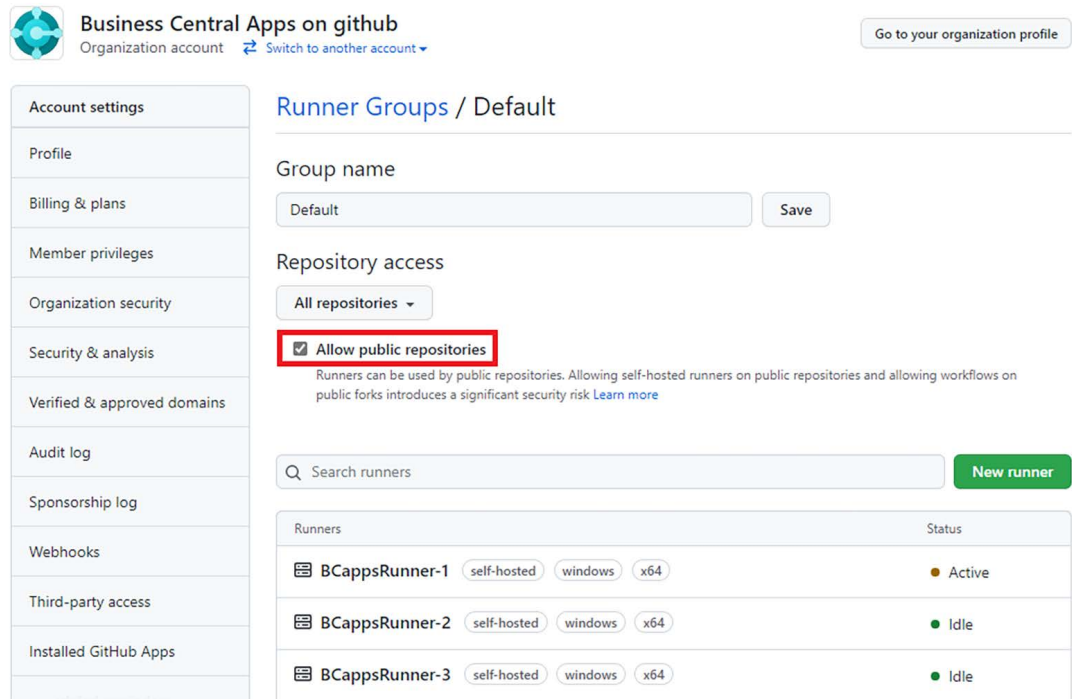 Business Central Apps on github
Organization account Switch to another account
Go to your organization profile
Account settings
Profile
Billing & plans
Member privileges
Organization security
Security & analysis
Verified & approved domains
Audit log
Sponsorship log
Webhooks
Third-party access
Installed GitHub Apps
Runner Groups / Default
Group name
Default
Save
Repository access
All repositories
Allow public repositories
Runners can be used by public repositories. Allowing self-hosted runners on public repositories and allowing workflows on
public forks introduces a significant security risk Learn more
Search runners
New runner
Runners Status
BCappsRunner-1 self-hosted windows x64 Active
BCappsRunner-2 self-hosted windows x64 Idle
BCappsRunner-3 self-hosted windows x64 Idle